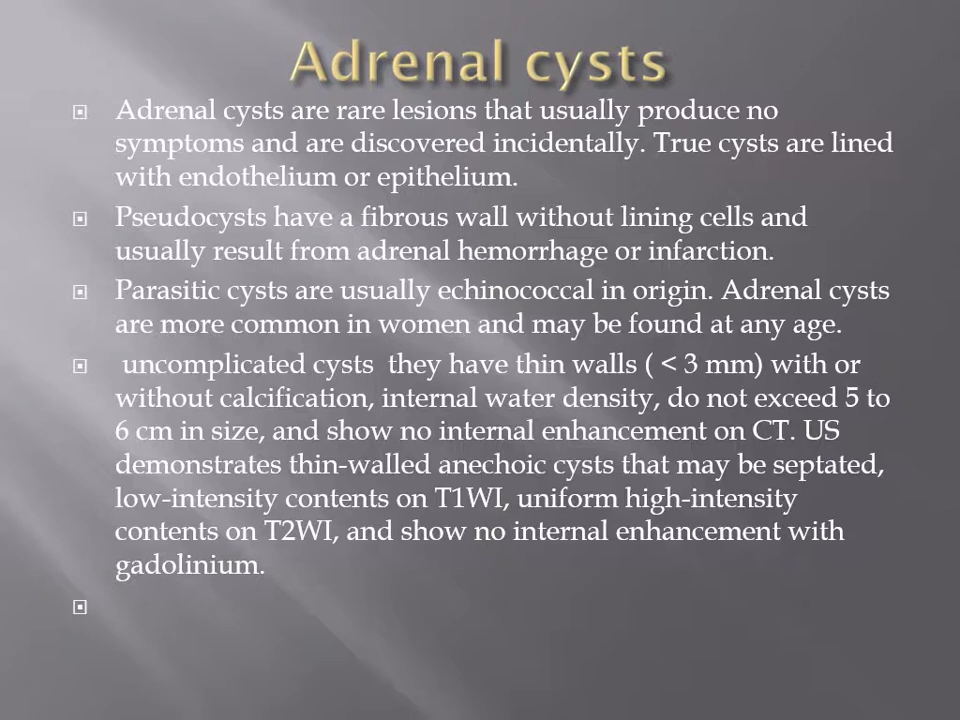 Adrenal cysts
Adrenal cysts are rare lesions that usually produce no
symptoms and are discovered incidentally. True cysts are lined
with endothelium or epithelium.
Pseudocysts have a fibrous wall without lining cells and
usually result from adrenal hemorrhage or infarction.
Parasitic cysts are usually echinococcal in origin. Adrenal cysts
are more common in women and may be found at any age.
uncomplicated cysts  they have thin walls ( < 3 mm) with or
without calcification, internal water density, do not exceed 5 to
6 cm in size, and show no internal enhancement on CT. US
demonstrates thin-walled anechoic cysts that may be septated,
low-intensity contents on T1WI, uniform high-intensity
contents on T2WI, and show no internal enhancement with
gadolinium.